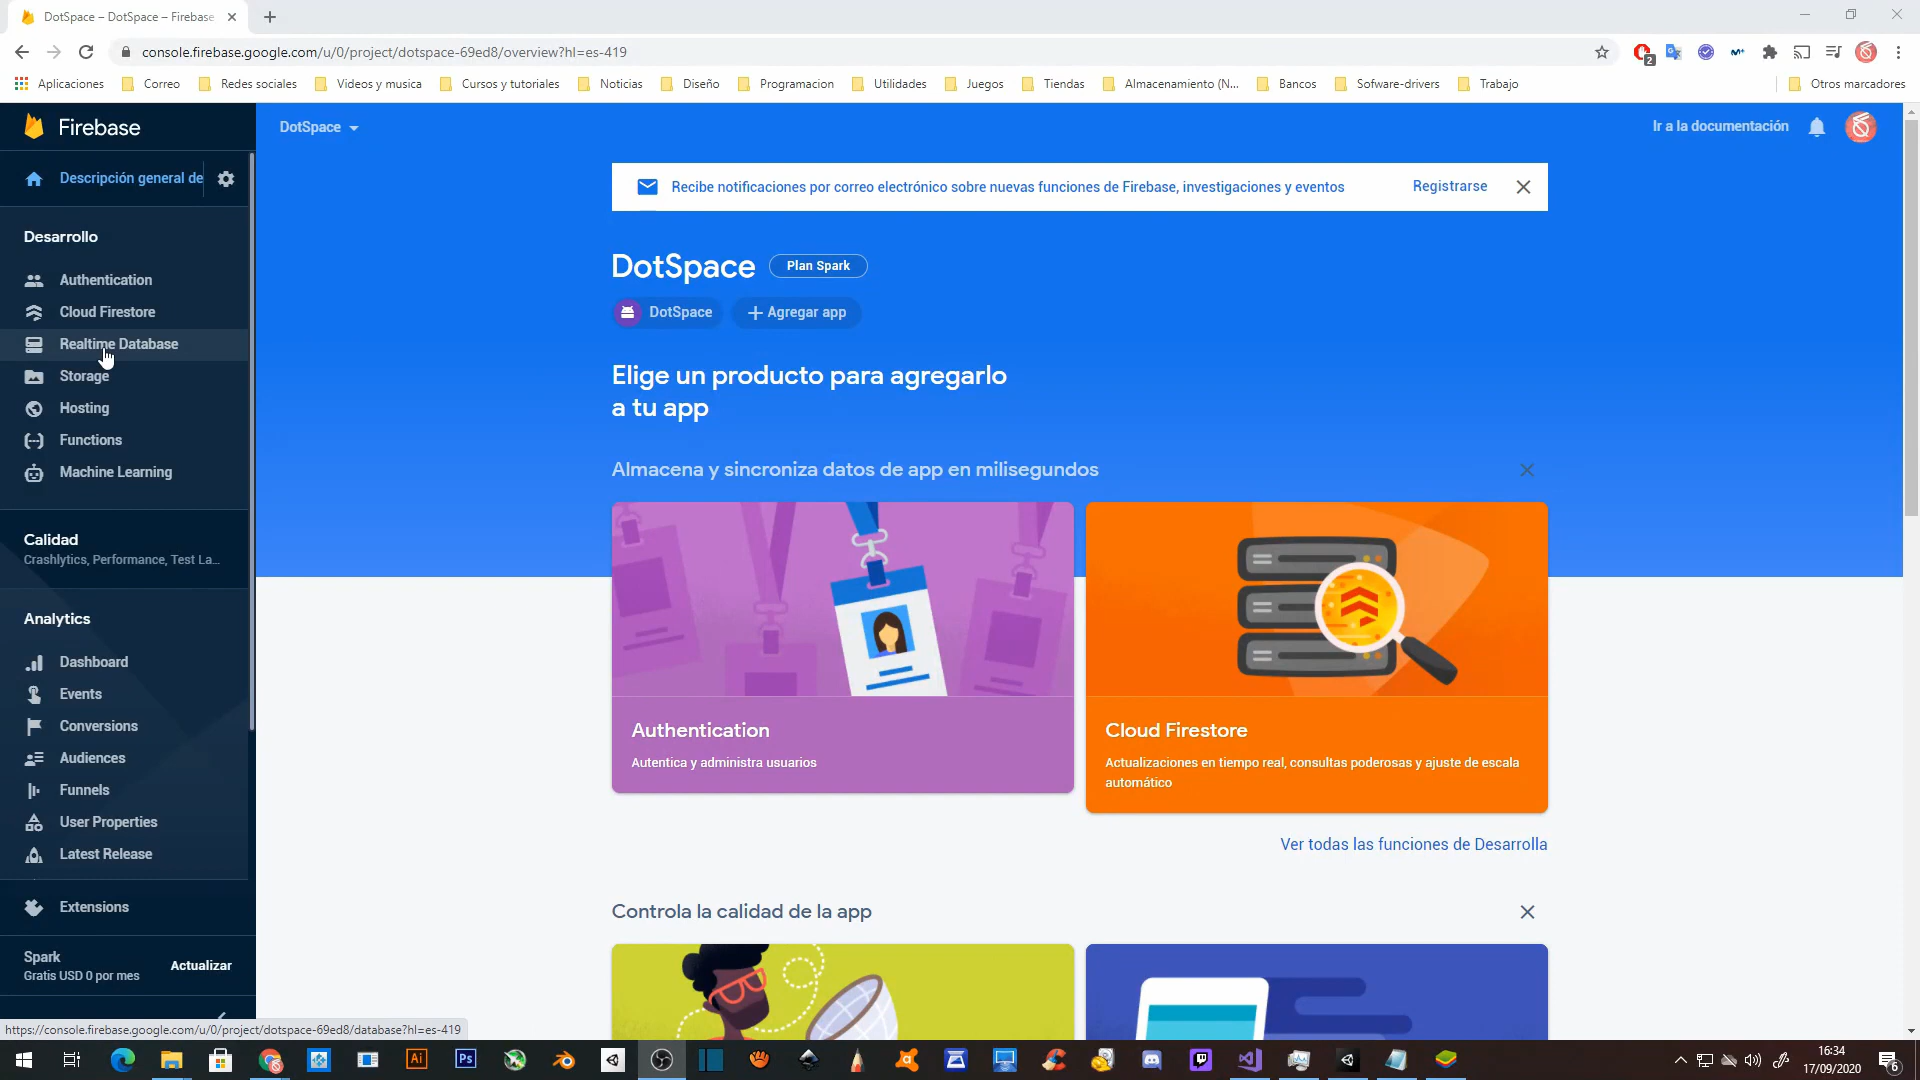 DotSpace – DotSpace – Firebase
console.firebase.google.com/u/0/project/dotspace-69ed8/overview?hl=es-419
2
Aplicaciones
Correo
Redes sociales
Videos y musica
Cursos y tutoriales
Noticias
Diseño
Programacion
Utilidades
Juegos
Tiendas
Almacenamiento (N...
Bancos
Sofware-drivers
Trabajo
Otros marcadores
Firebase
DotSpace
Ir a la documentación
Descripción general de
Recibe notificaciones por correo electrónico sobre nuevas funciones de Firebase, investigaciones y eventos
Registrarse
Desarrollo
Authentication
Cloud Firestore
Realtime Database
Storage
Hosting
Functions
Machine Learning
Calidad
Crashlytics, Performance, Test La...
Analytics
Dashboard
Events
Conversions
Audiences
Funnels
User Properties
Latest Release
Extensions
Spark
Gratis USD 0 por mes
Actualizar
DotSpace
Plan Spark
DotSpace
Agregar app
Elige un producto para agregarlo
a tu app
Almacena y sincroniza datos de app en milisegundos
Authentication
Autentica y administra usuarios
Cloud Firestore
Actualizaciones en tiempo real, consultas poderosas y ajuste de escala
automático
Ver todas las funciones de Desarrolla
Controla la calidad de la app
https://console.firebase.google.com/u/0/project/dotspace-69ed8/database?hl=es-419
Ai
Ps
16:34
17/09/2020
6